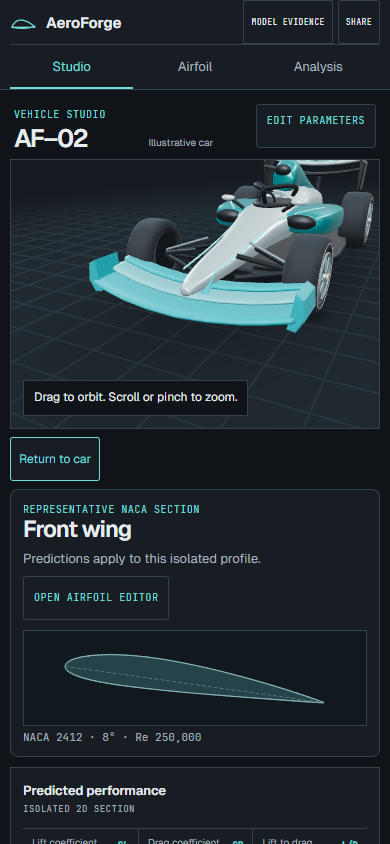 AeroForge
MODEL EVIDENCE
SHARE
Studio
Airfoil
Analysis
VEHICLE STUDIO
AF–02
Illustrative car
EDIT PARAMETERS
Drag to orbit. Scroll or pinch to zoom.
Return to car
REPRESENTATIVE NACA SECTION
Front wing
Predictions apply to this isolated profile.
OPEN AIRFOIL EDITOR
NACA 2412 · 8° · Re 250,000
Predicted performance
ISOLATED 2D SECTION
Lift coefficient
Drag coefficient
Lift to drag